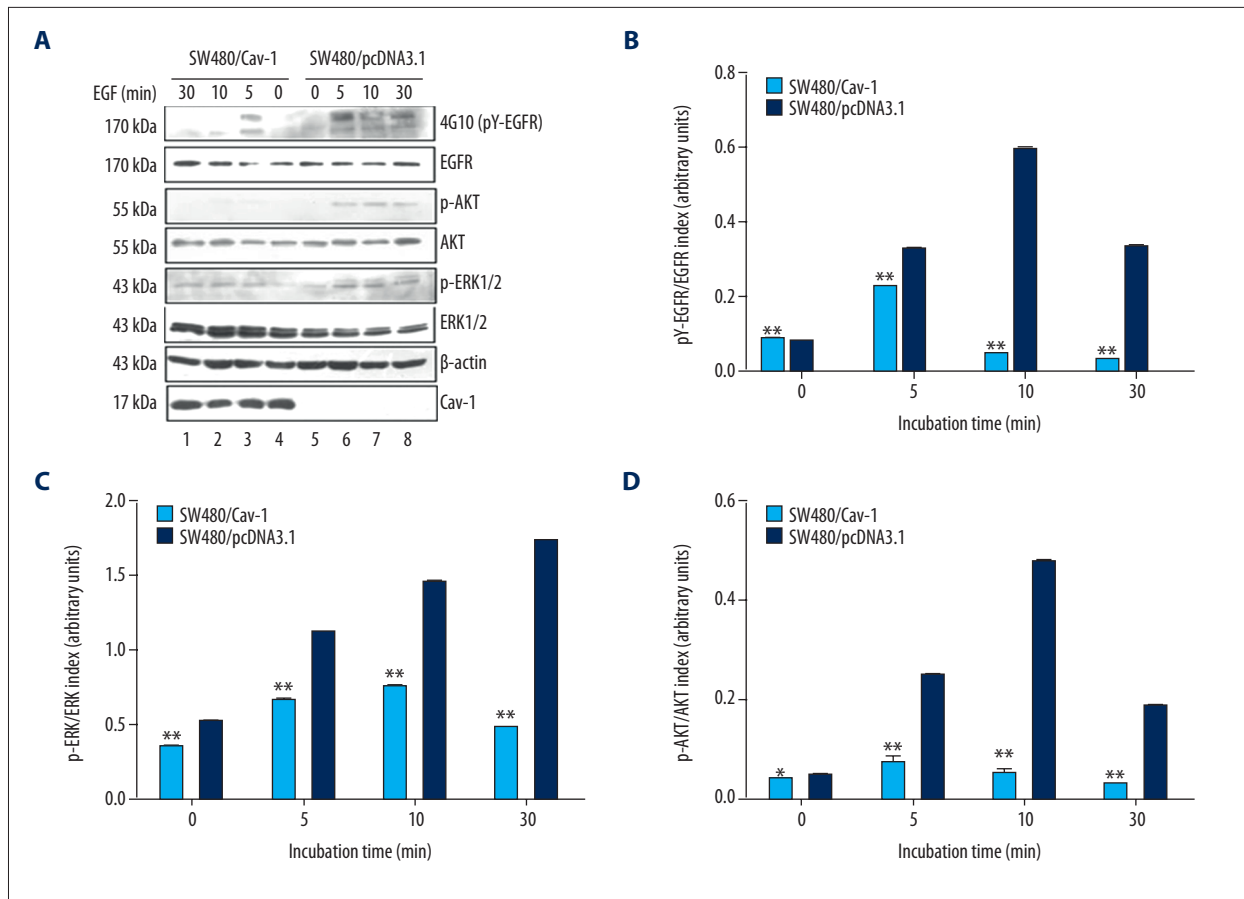 A
SW480/Cav-1 SW480/pcDNA3.1
EGF (min) 30 10 5 0 0 5 10 30
170 kDa 4G10 (pY-EGFR)
170 kDa EGFR
55 kDa p-AKT
55 kDa AKT
43 kDa p-ERK1/2
43 kDa ERK1/2
43 kDa β-actin
17 kDa Cav-1
1 2 3 4 5 6 7 8
B
pY-EGFR/EGFR index (arbitrary units)
0.8
0.6
0.4
0.2
0.0
SW480/Cav-1
SW480/pcDNA3.1
** ** ** **
0 5 10 30
Incubation time (min)
C
p-ERK/ERK index (arbitrary units)
2.0
1.5
1.0
0.5
0.0
SW480/Cav-1
SW480/pcDNA3.1
** ** ** **
0 5 10 30
Incubation time (min)
D
p-AKT/AKT index (arbitrary units)
0.6
0.4
0.2
0.0
SW480/Cav-1
SW480/pcDNA3.1
* ** ** **
0 5 10 30
Incubation time (min)